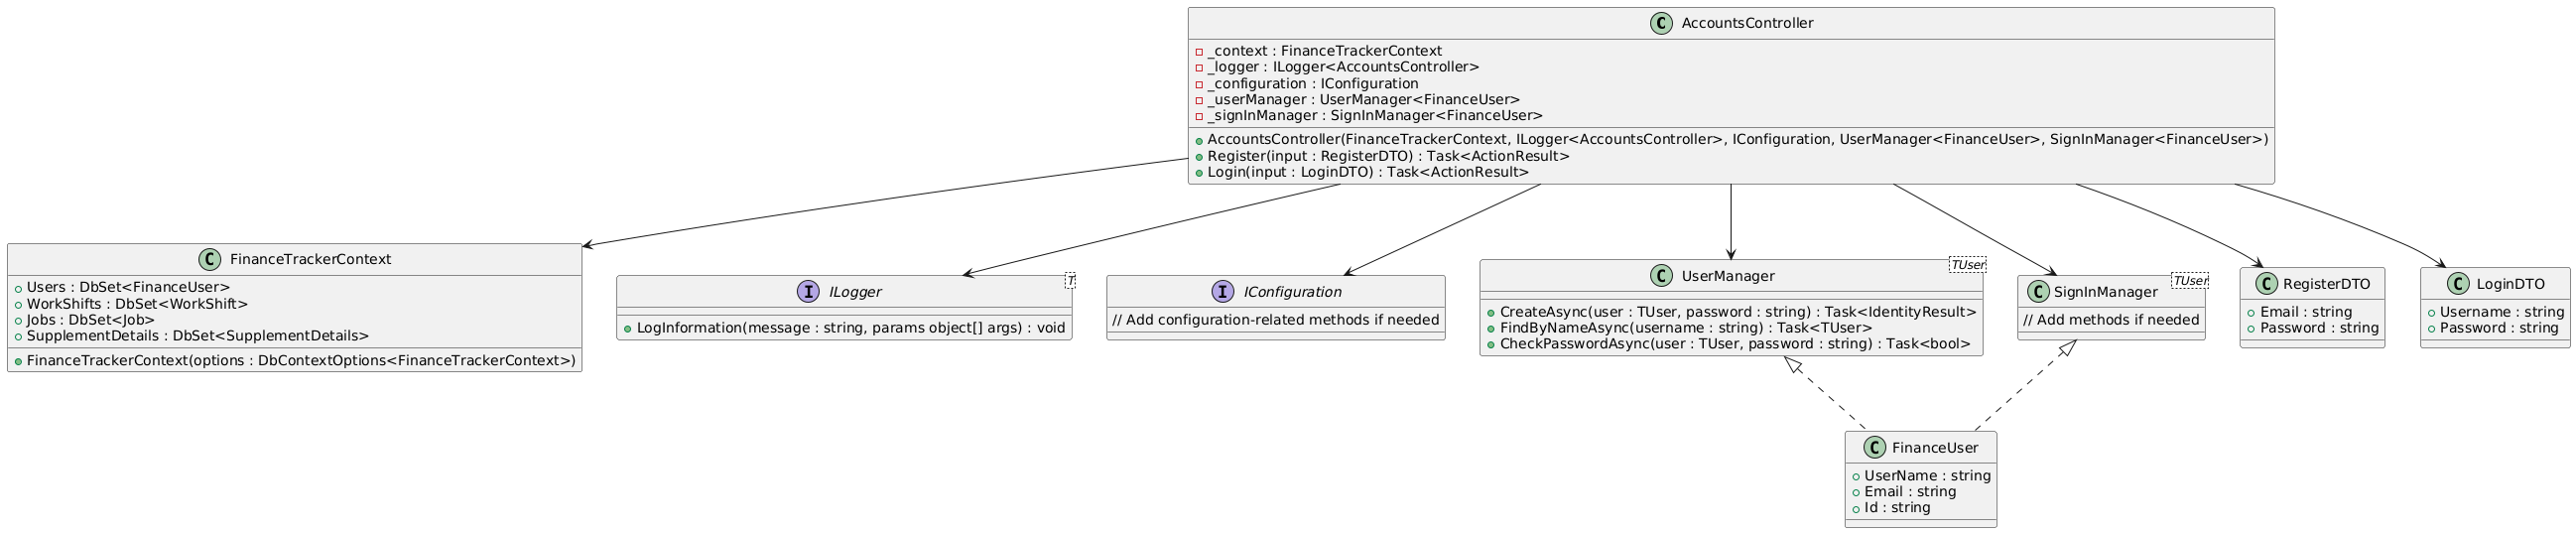 C AccountsController
_context : FinanceTrackerContext
_logger : ILogger<AccountsController>
_configuration : IConfiguration
_userManager : UserManager<FinanceUser>
_signInManager : SignInManager<FinanceUser>
AccountsController(FinanceTrackerContext, ILogger<AccountsController>, IConfiguration, UserManager<FinanceUser>, SignInManager<FinanceUser>)
Register(input : RegisterDTO) : Task<ActionResult>
Login(input : LoginDTO) : Task<ActionResult>
C FinanceTrackerContext
Users : DbSet<FinanceUser>
WorkShifts : DbSet<WorkShift>
Jobs : DbSet<Job>
SupplementDetails : DbSet<SupplementDetails>
FinanceTrackerContext(options : DbContextOptions<FinanceTrackerContext>)
I ILogger T
LogInformation(message : string, params object[] args) : void
I IConfiguration
// Add configuration-related methods if needed
C UserManager TUser
CreateAsync(user : TUser, password : string) : Task<IdentityResult>
FindByNameAsync(username : string) : Task<TUser>
CheckPasswordAsync(user : TUser, password : string) : Task<bool>
C SignInManager TUser
// Add methods if needed
C RegisterDTO
Email : string
Password : string
C LoginDTO
Username : string
Password : string
C FinanceUser
UserName : string
Email : string
Id : string